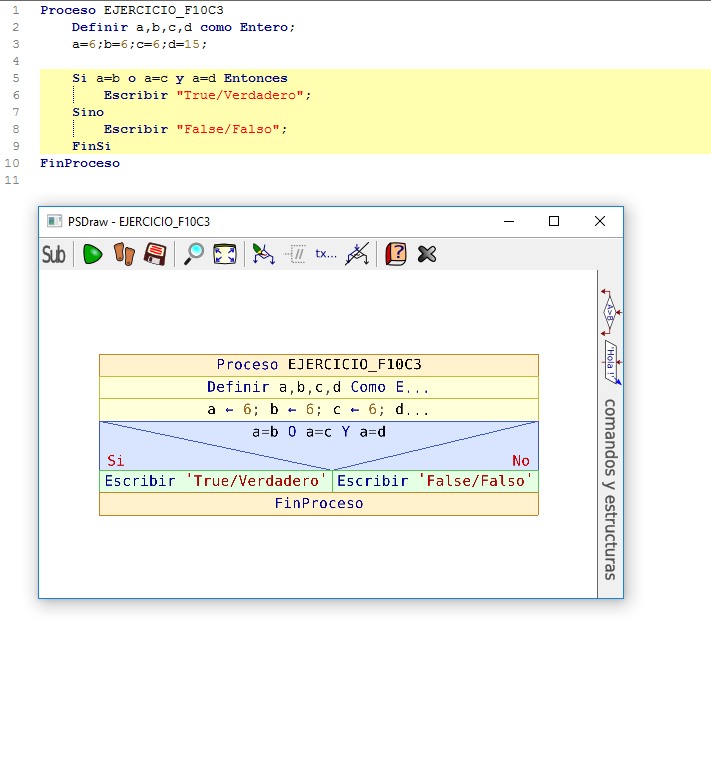 1 Proceso EJERCICIO_F10C3
2 Definir a,b,c,d como Entero;
3 a=6;b=6;c=6;d=15;
4
5 Si a=b o a=c y a=d Entonces
6 Escribir "True/Verdadero";
7 Sino
8 Escribir "False/Falso";
9 FinSi
10 FinProceso
11
PSDraw - EJERCICIO_F10C3
Sub
tx...
A>B
'Hola !'
comandos y estructuras
Proceso EJERCICIO_F10C3
Definir a,b,c,d Como E...
a ← 6; b ← 6; c ← 6; d...
a=b O a=c Y a=d
Si No
Escribir 'True/Verdadero' Escribir 'False/Falso'
FinProceso